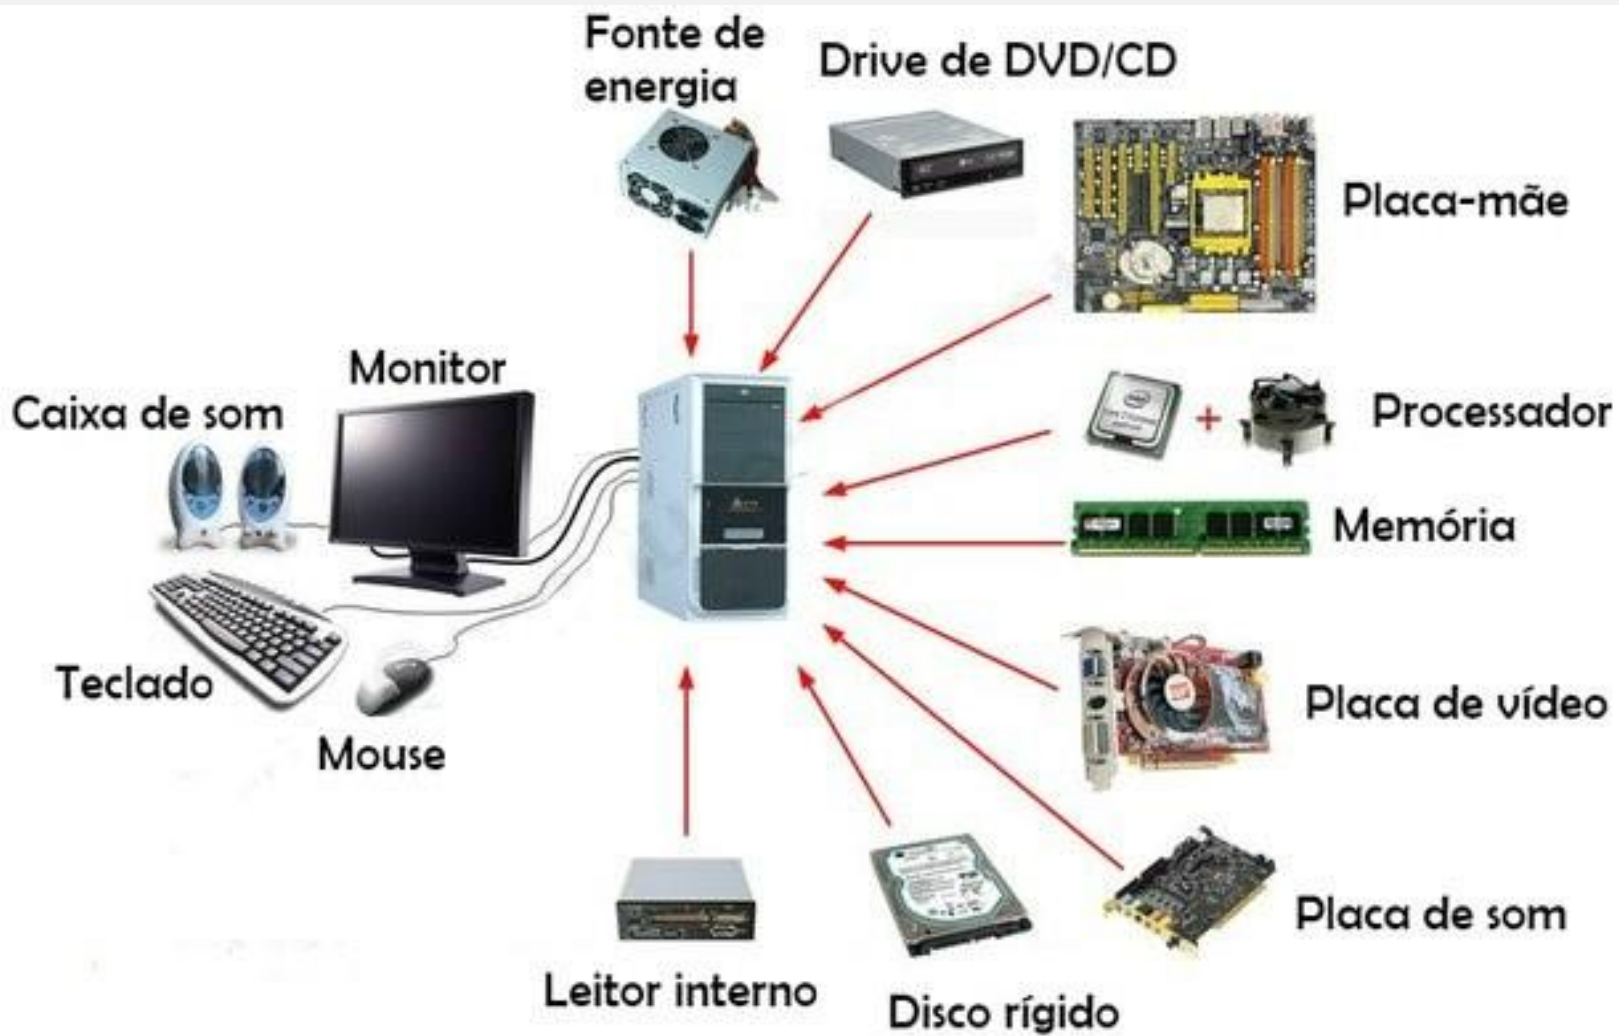 Fonte de
energia
Drive de DVD/CD
Placa-mãe
Monitor
Caixa de som
Processador
+
Memória
Teclado
Mouse
Placa de vídeo
Placa de som
Leitor interno
Disco rígido